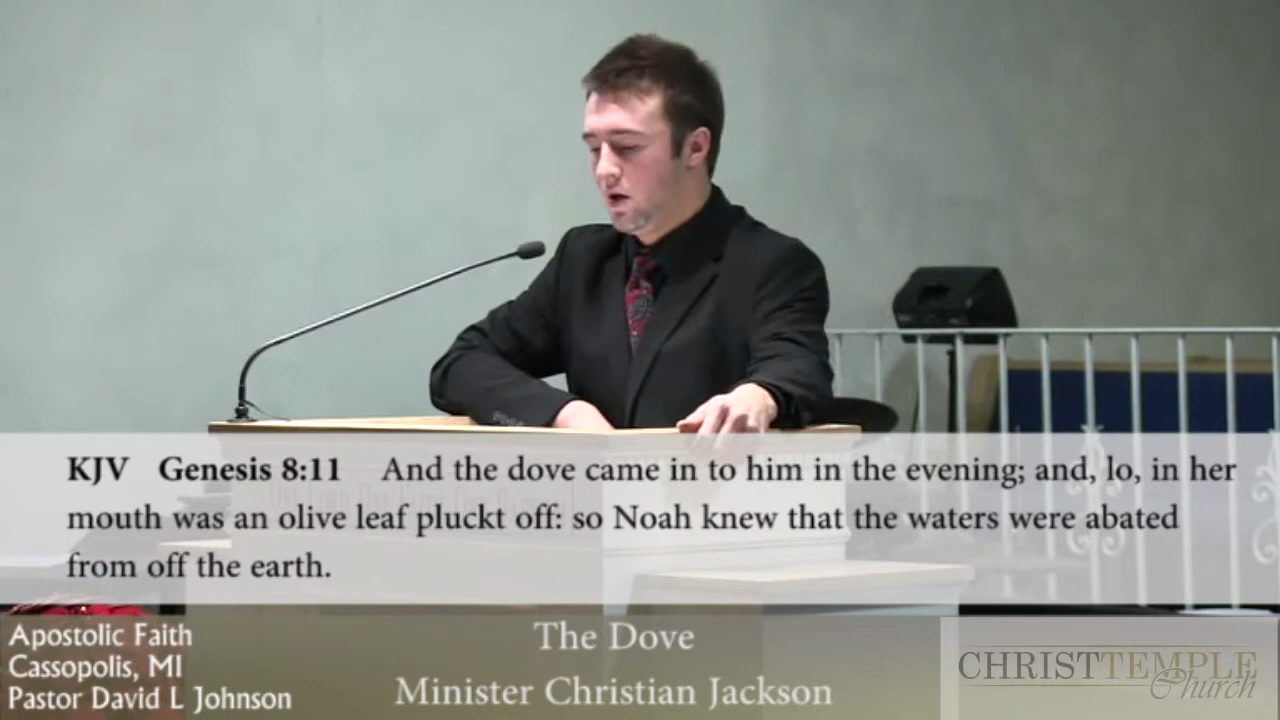 KJV Genesis 8:11 And the dove came in to him in the evening; and, lo, in her
mouth was an olive leaf pluckt off: so Noah knew that the waters were abated
from off the earth.
Apostolic Faith
Cassopolis, MI
Pastor David L Johnson
The Dove
Minister Christian Jackson
CHRISTTEMPLE
Church